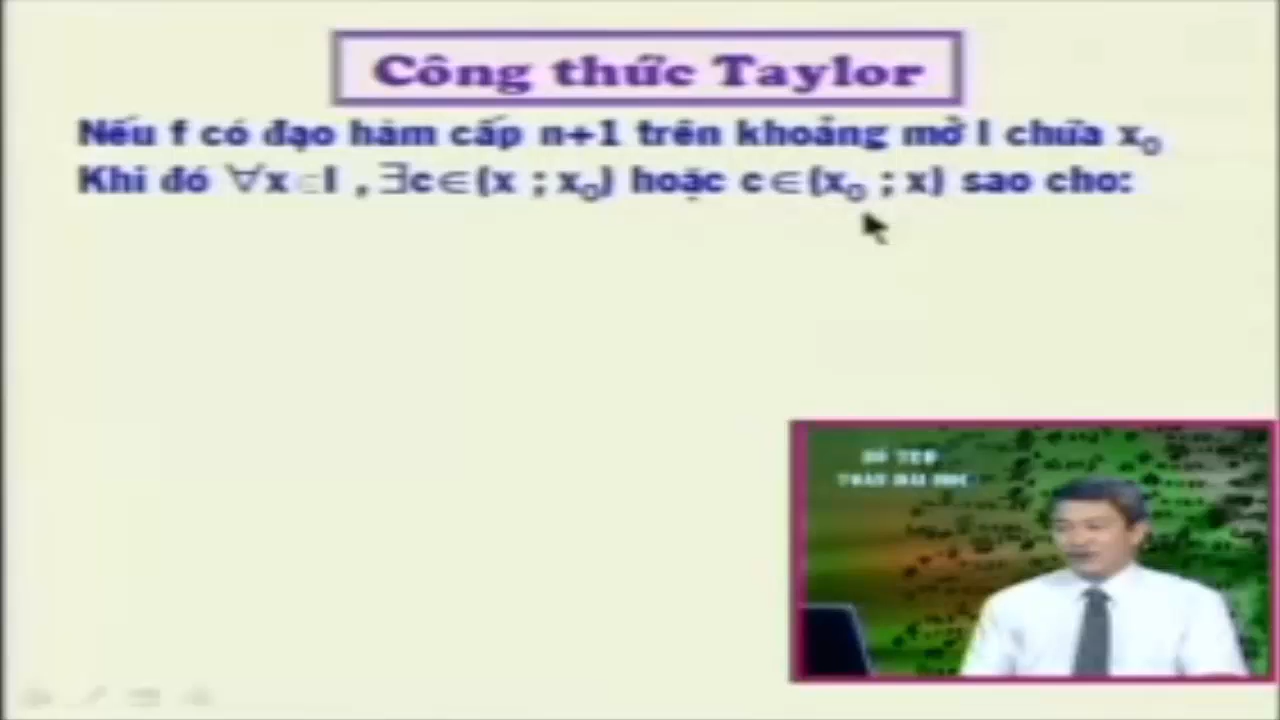 Công thức Taylor
Nếu f có đạo hàm cấp n+1 trên khoảng mở I chứa x₀
Khi đó ∀x⊂I , ∃c∈(x ; x₀) hoặc c∈(x₀ ; x) sao cho: